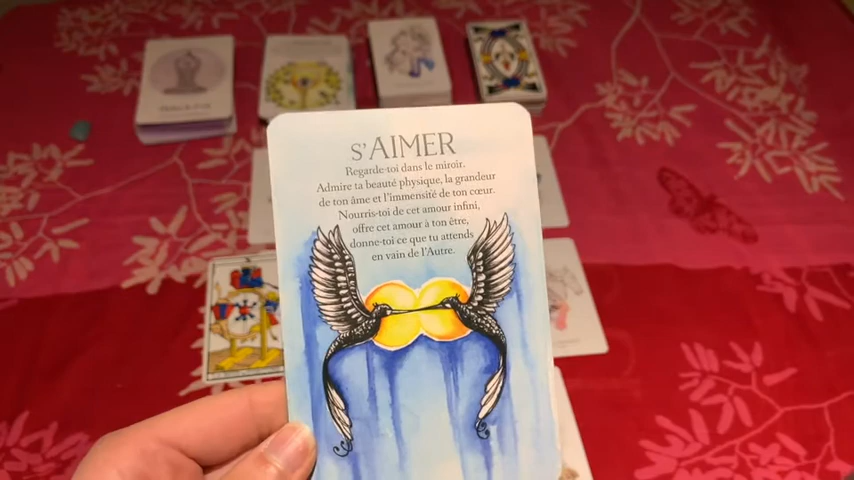 S'AIMER
Regarde-toi dans le miroir.
Admire ta beauté physique, la grandeur
de ton âme et l'immensité de ton cœur.
Nourris-toi de cet amour infini,
offre cet amour à ton être,
donne-toi ce que tu attends
en vain de l'Autre.